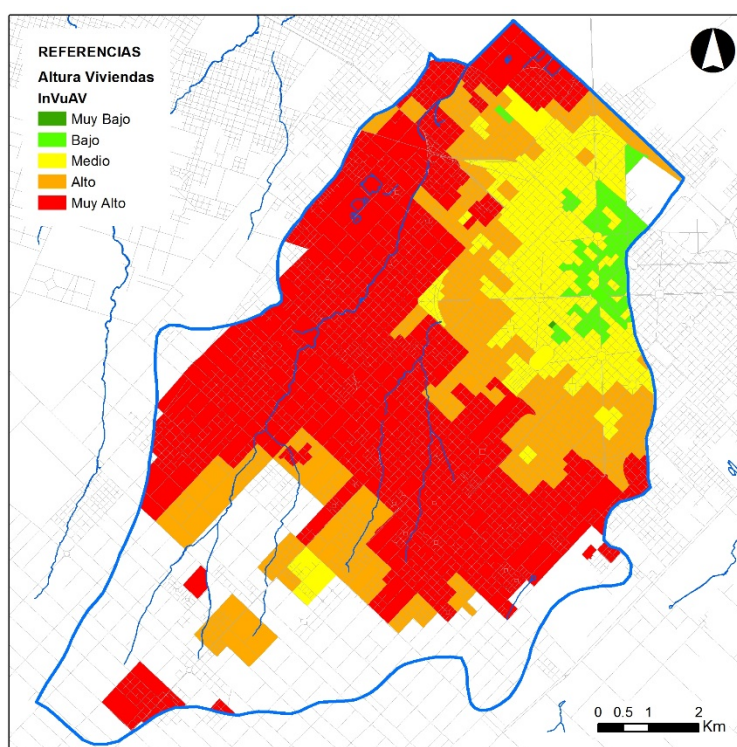 REFERENCIAS
Altura Viviendas
InVuAV
Muy Bajo
Bajo
Medio
Alto
Muy Alto
0 0.5 1 2
Km